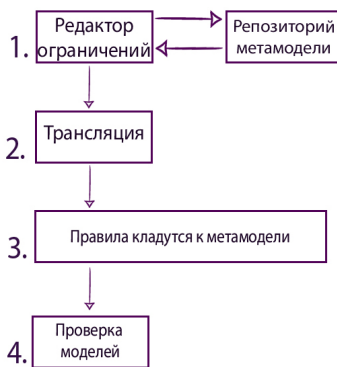 1.
Редактор
ограничений
Репозиторий
метамодели
2.
Трансляция
3.
Правила кладутся к метамодели
4.
Проверка
моделей